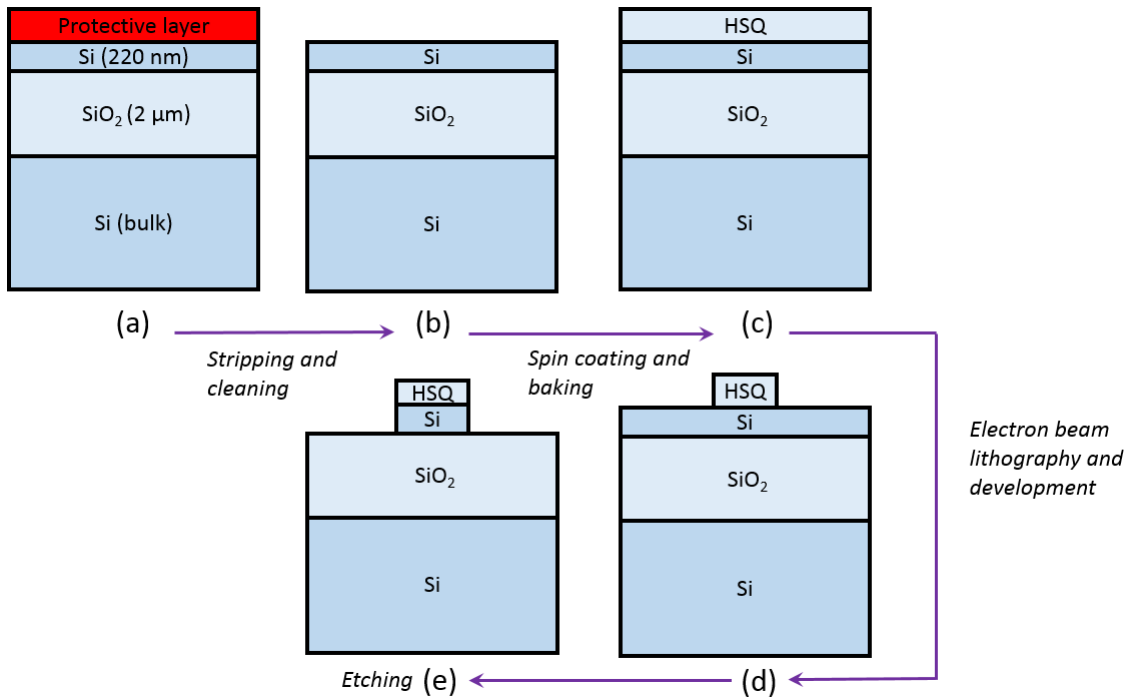 Protective layer
Si (220 nm)
SiO₂ (2 µm)
Si (bulk)
(a)
Si
SiO₂
Si
(b)
HSQ
Si
SiO₂
Si
(c)
Stripping and
cleaning
Spin coating and
baking
Electron beam
lithography and
development
HSQ
Si
SiO₂
Si
(e)
HSQ
Si
SiO₂
Si
(d)
Etching